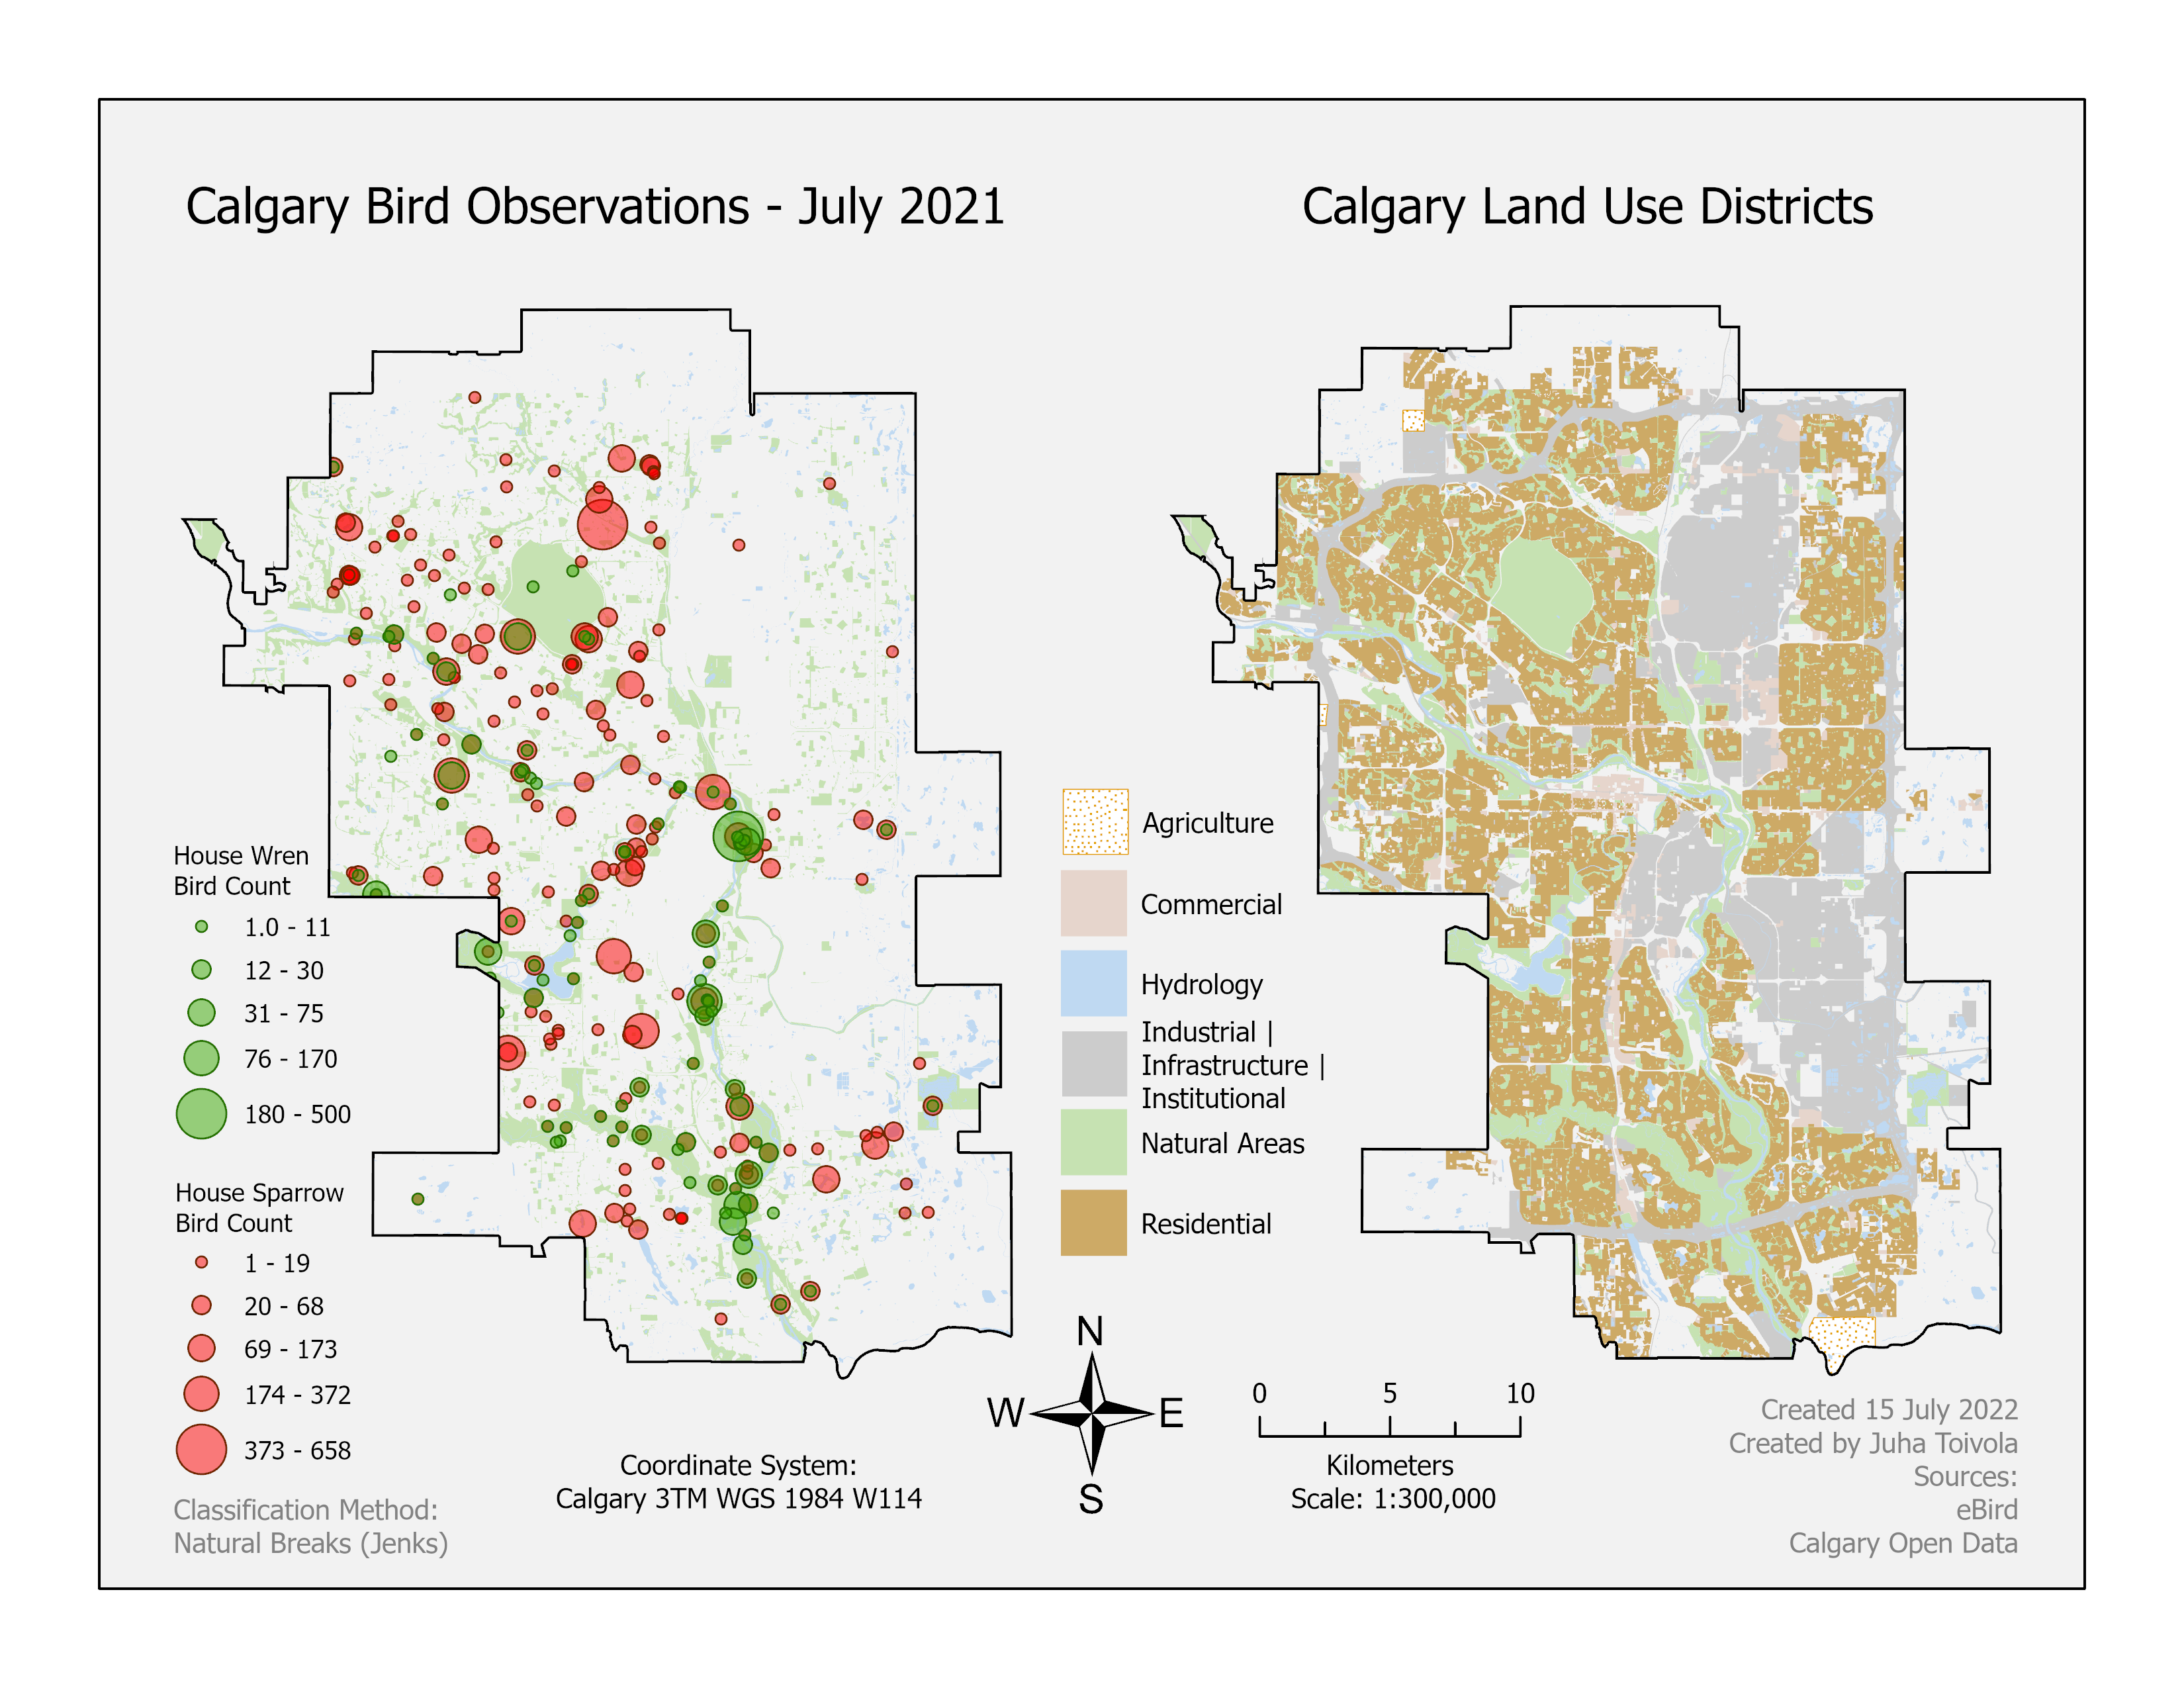 Calgary Bird Observations - July 2021
Calgary Land Use Districts
House Wren
Bird Count
1.0 - 11
12 - 30
31 - 75
76 - 170
180 - 500
House Sparrow
Bird Count
1 - 19
20 - 68
69 - 173
174 - 372
373 - 658
Classification Method:
Natural Breaks (Jenks)
Coordinate System:
Calgary 3TM WGS 1984 W114
Agriculture
Commercial
Hydrology
Industrial |
Infrastructure |
Institutional
Natural Areas
Residential
N
W
E
S
0
5
10
Kilometers
Scale: 1:300,000
Created 15 July 2022
Created by Juha Toivola
Sources:
eBird
Calgary Open Data